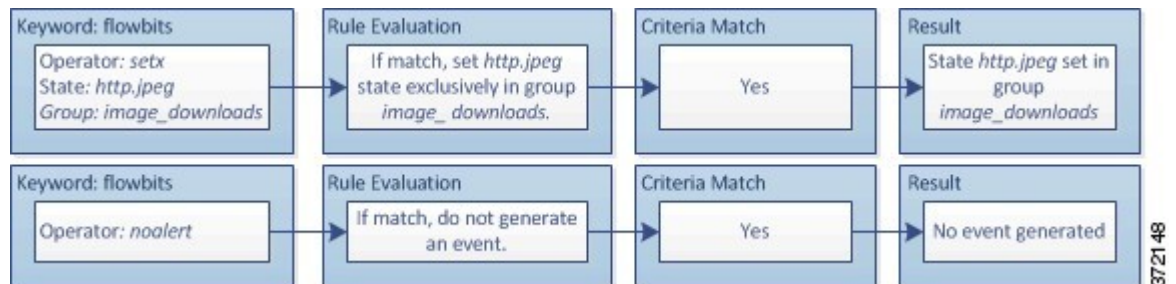 Keyword: flowbits
Operator: setx
State: http.jpeg
Group: image_ downloads
Rule Evaluation
If match, set http.jpeg
state exclusively in group
image_ downloads.
Criteria Match
Yes
Result
State http.jpeg set in
group
image_downloads
Keyword: flowbits
Operator: noalert
Rule Evaluation
If match, do not generate
an event.
Criteria Match
Yes
Result
No event generated
372148